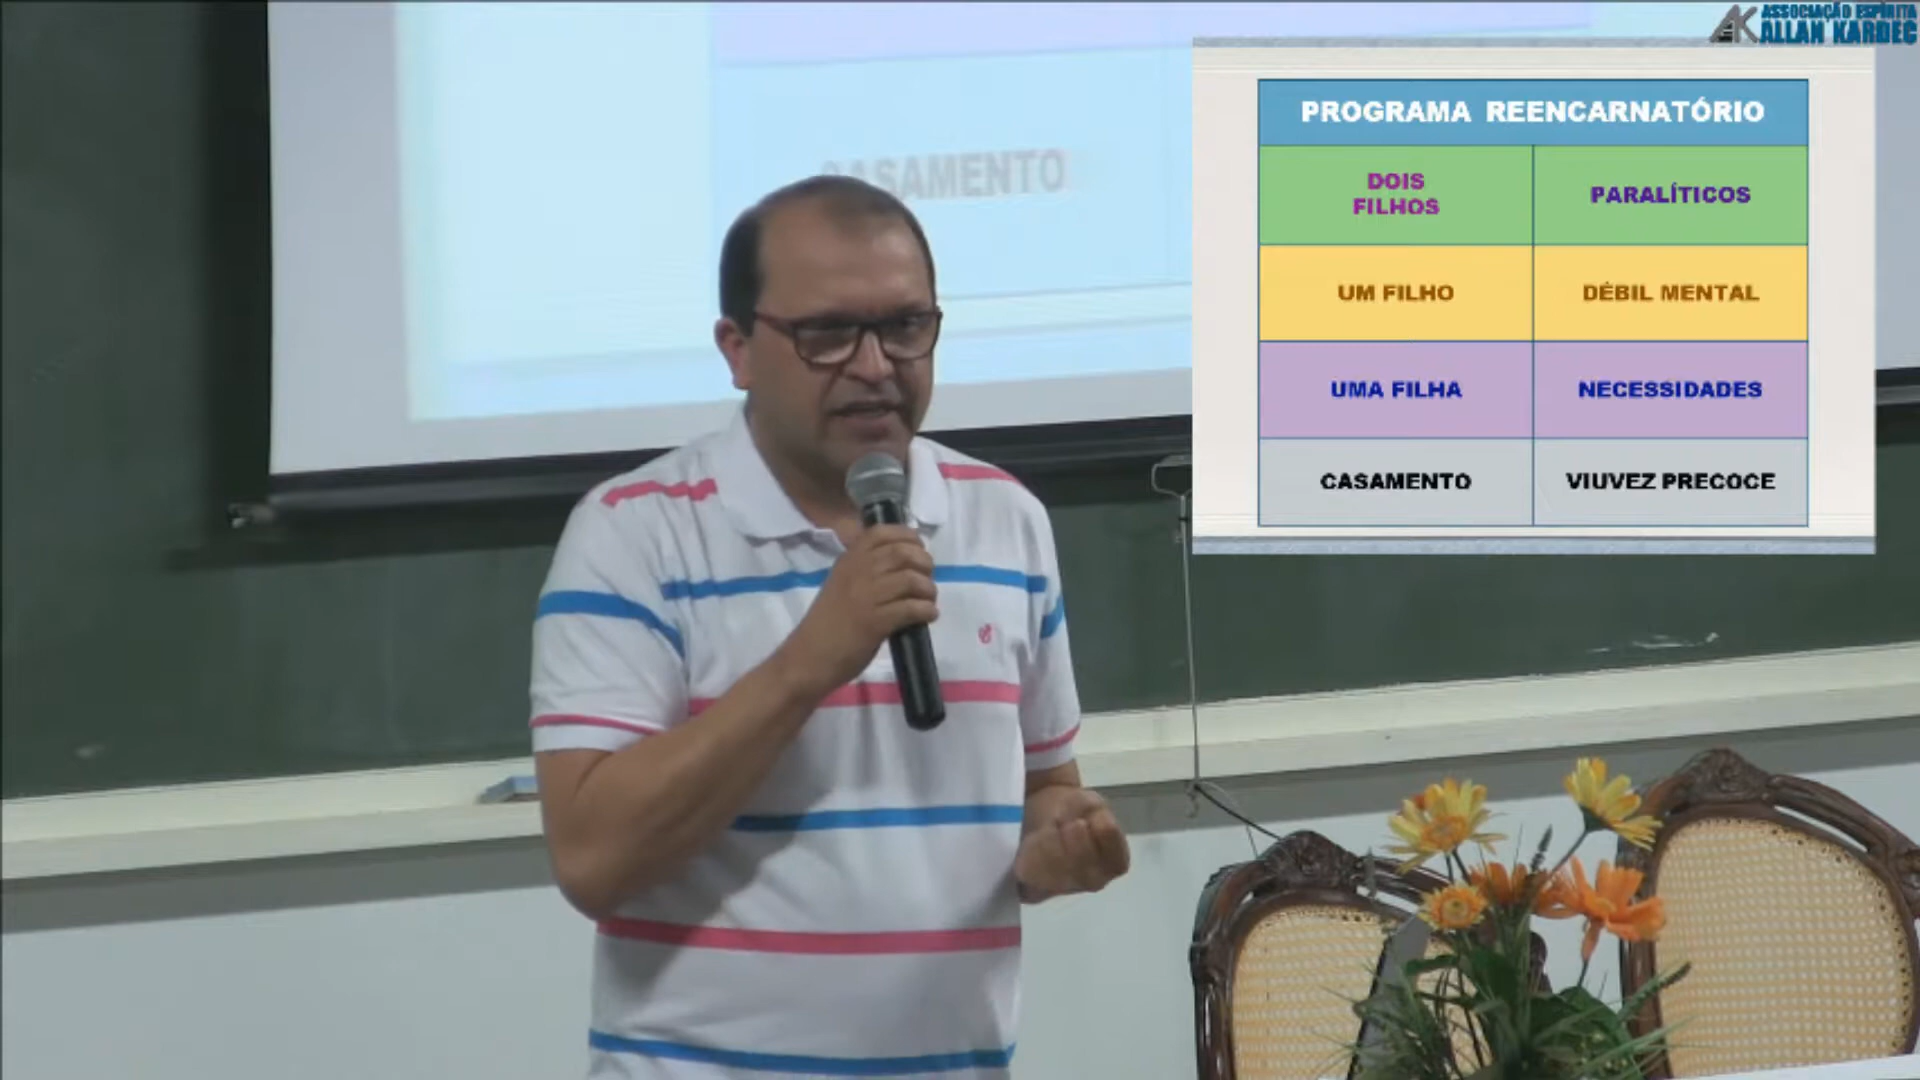 ASSOCIAÇÃO ESPÍRITA
ALLAN KARDEC
PROGRAMA REENCARNATÓRIO
DOIS
FILHOS
PARALÍTICOS
UM FILHO
DÉBIL MENTAL
UMA FILHA
NECESSIDADES
CASAMENTO
VIUVEZ PRECOCE
CASAMENTO